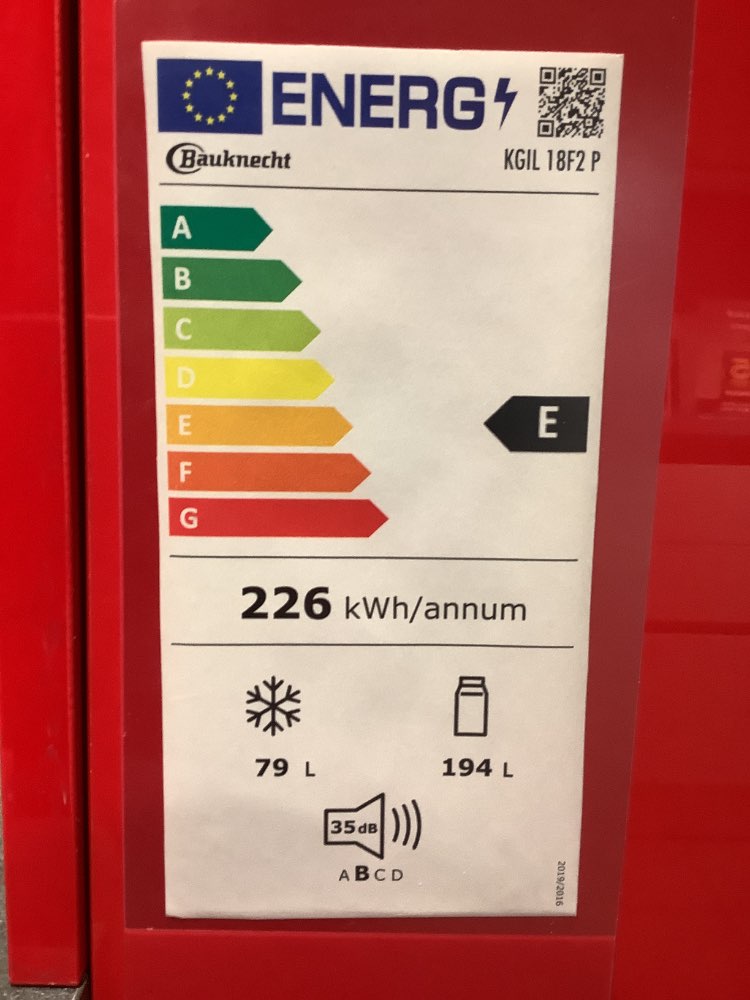 ENERG
Bauknecht
KGIL 18F2 P
A
B
C
D
E
E
F
G
226 kWh/annum
79 L
194 L
35dB
ABCD
2019/2016